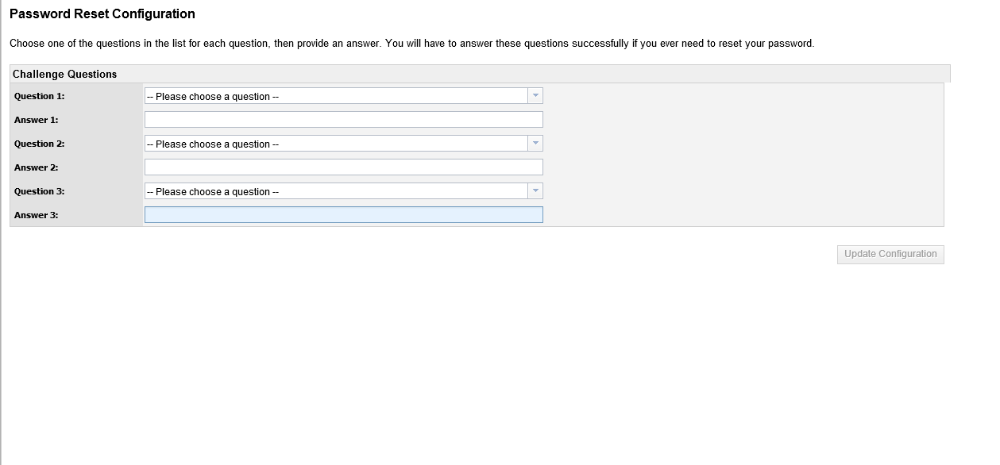 Password Reset Configuration
Choose one of the questions in the list for each question, then provide an answer. You will have to answer these questions successfully if you ever need to reset your password.
Challenge Questions
Question 1: -- Please choose a question --
Answer 1:
Question 2: -- Please choose a question --
Answer 2:
Question 3: -- Please choose a question --
Answer 3:
Update Configuration